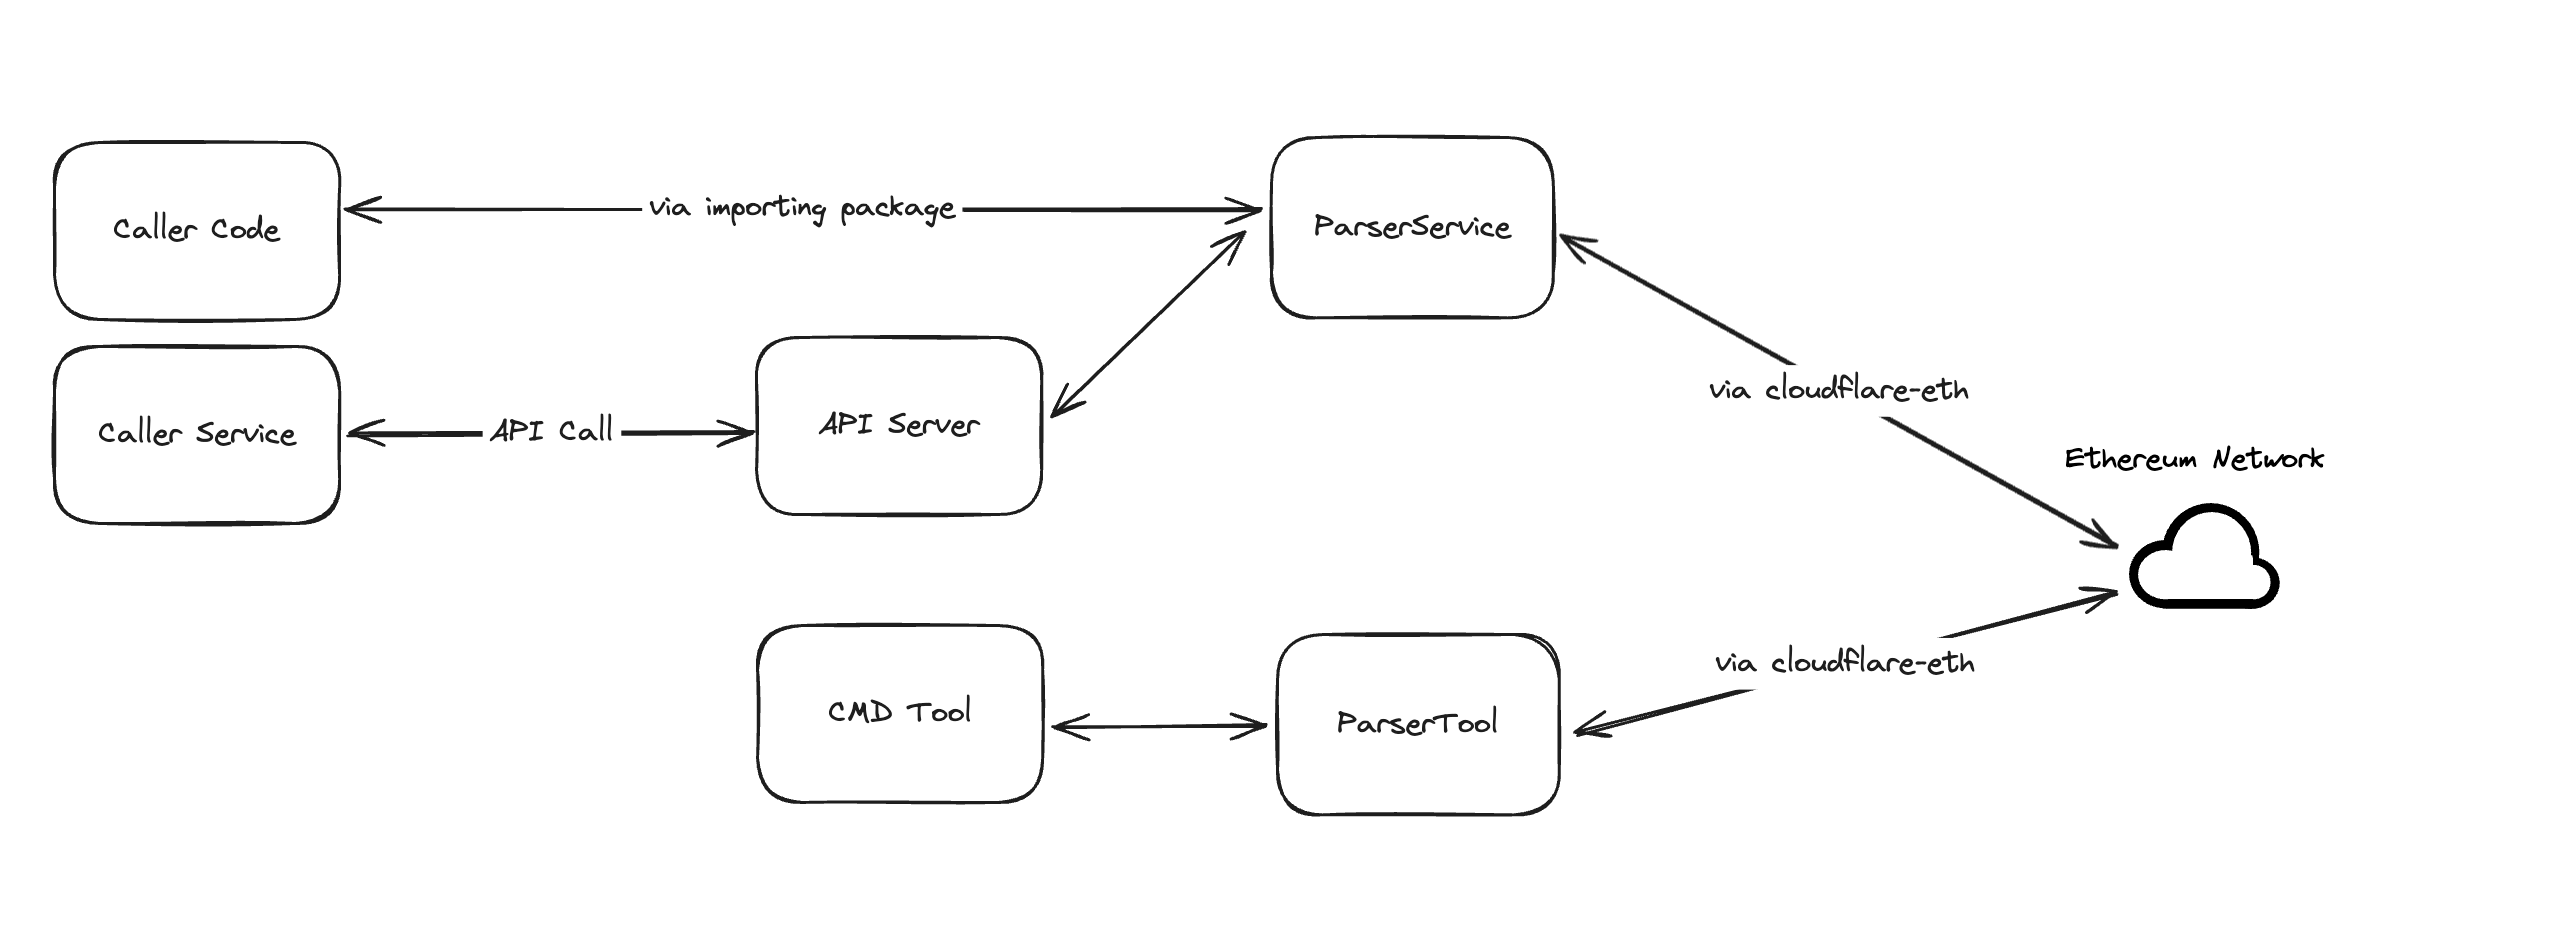 Caller Code
via importing package
ParserService
Caller Service
API Call
API Server
via cloudflare-eth
Ethereum Network
CMD Tool
ParserTool
via cloudflare-eth